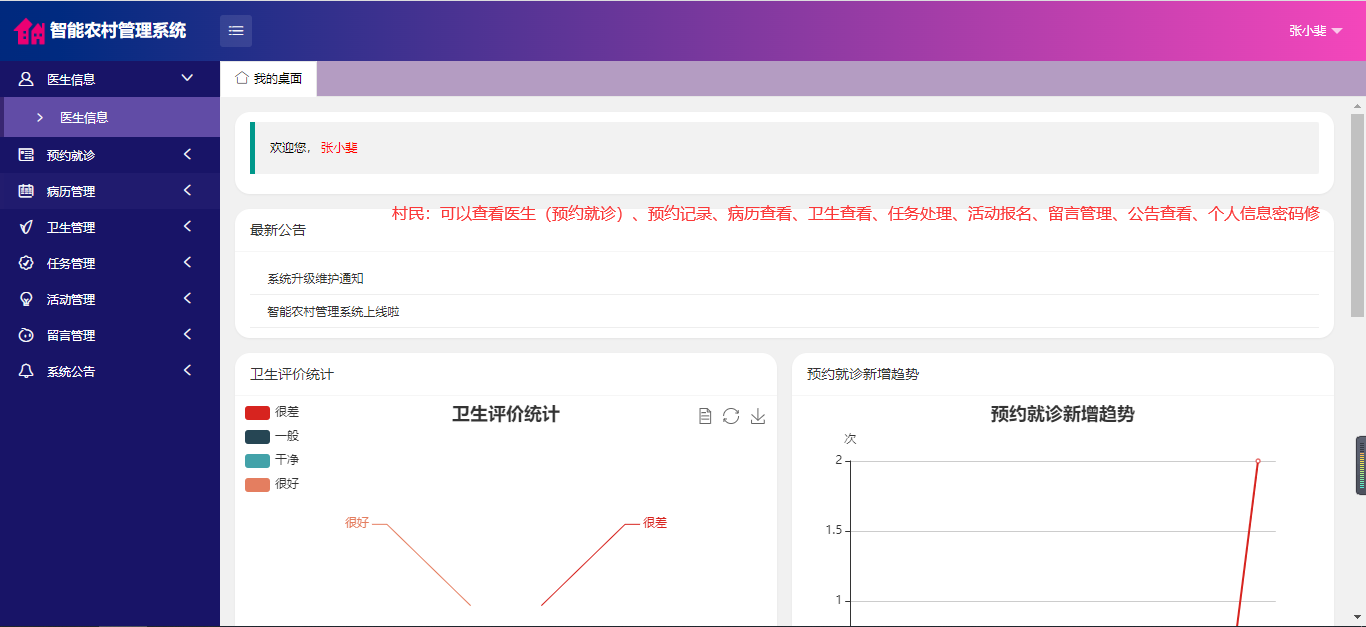 智能农村管理系统
张小斐
医生信息
我的桌面
医生信息
欢迎您，张小斐
预约就诊
病历管理
村民：可以查看医生（预约就诊）、预约记录、病历查看、卫生查看、任务处理、活动报名、留言管理、公告查看、个人信息密码修
卫生管理
最新公告
任务管理
系统升级维护通知
活动管理
智能农村管理系统上线啦
留言管理
系统公告
卫生评价统计
很差
一般
干净
很好
卫生评价统计
很好
很差
预约就诊新增趋势
预约就诊新增趋势
次
2
1.5
1